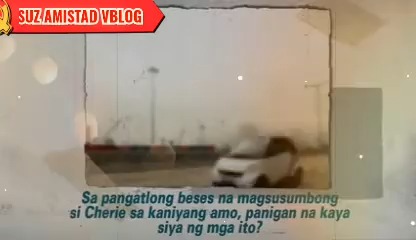 SUZ AMISTAD VBLOG
Sa pangatlong beses na magsusumbong
si Cherie sa kaniyang amo, panigan na kaya
siya ng mga ito?